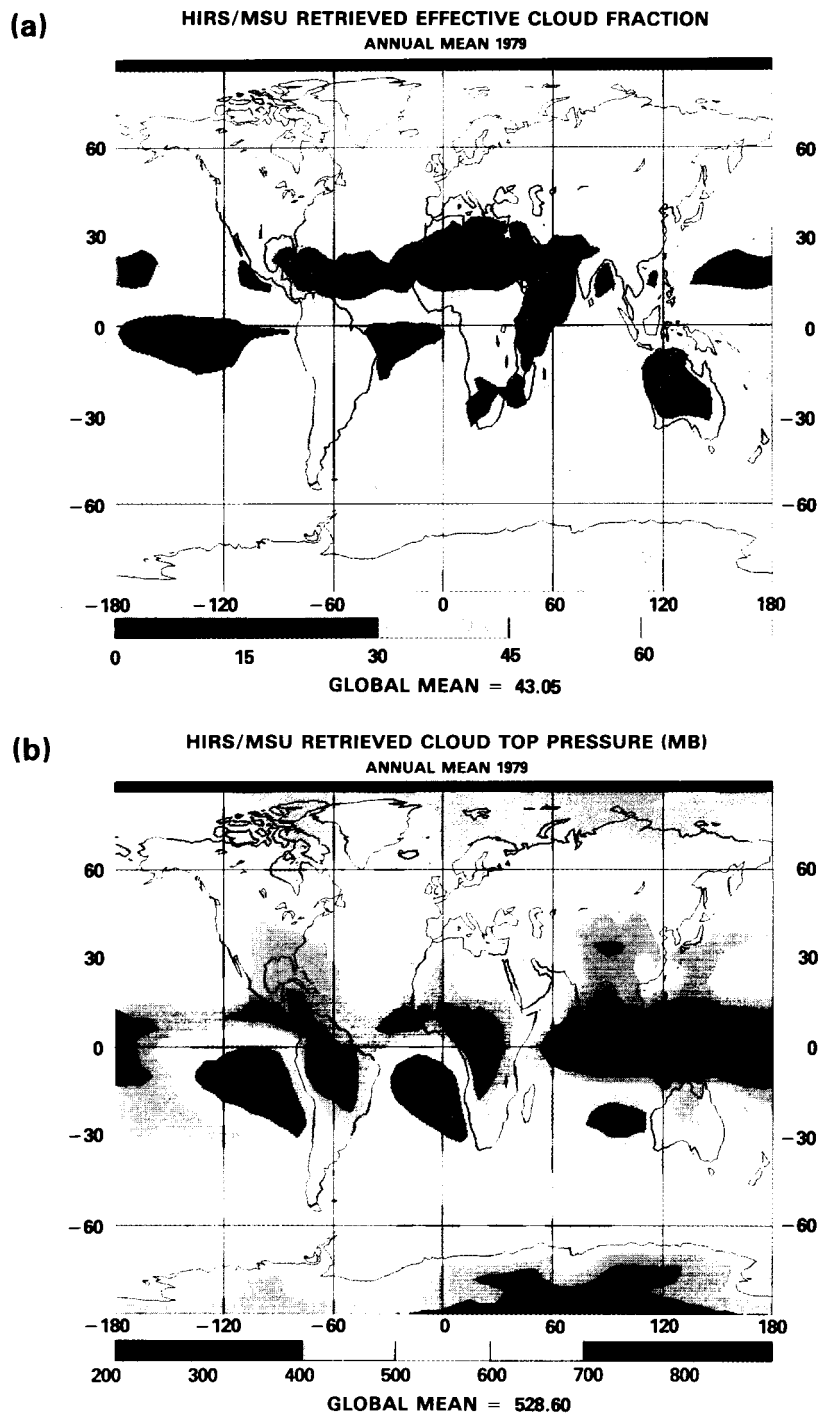 (a)
HIRS/MSU RETRIEVED EFFECTIVE CLOUD FRACTION
ANNUAL MEAN 1979
60 60
30 30
0 0
−30 −30
−60 −60
−180 −120 −60 0 60 120 180
0 15 30 45 60
GLOBAL MEAN = 43.05
(b)
HIRS/MSU RETRIEVED CLOUD TOP PRESSURE (MB)
ANNUAL MEAN 1979
60 60
30 30
0 0
−30 −30
−60 −60
−180 −120 −60 0 60 120 180
200 300 400 500 600 700 800
GLOBAL MEAN = 528.60